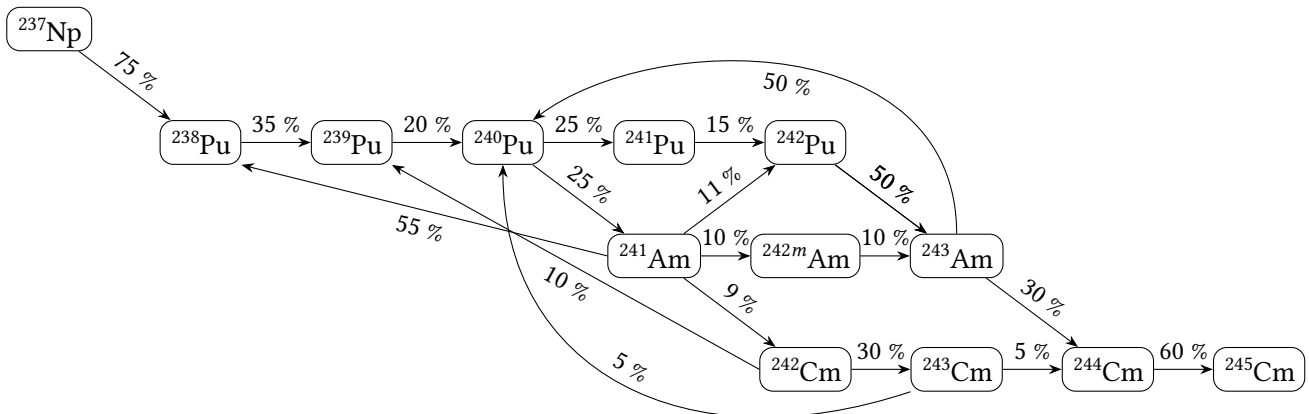 ²³⁷Np
75 %
50 %
²³⁸Pu 35 % ²³⁹Pu 20 % ²⁴⁰Pu 25 % ²⁴¹Pu 15 % ²⁴²Pu
25 % 11 % 50 %
55 %
²⁴¹Am 10 % ²⁴²ᵐAm 10 % ²⁴³Am
10 % 9 % 30 %
5 %
²⁴²Cm 30 % ²⁴³Cm 5 % ²⁴⁴Cm 60 % ²⁴⁵Cm